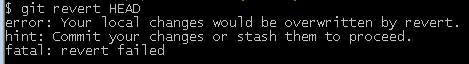 $ git revert HEAD
error: Your local changes would be overwritten by revert.
hint: Commit your changes or stash them to proceed.
fatal: revert failed